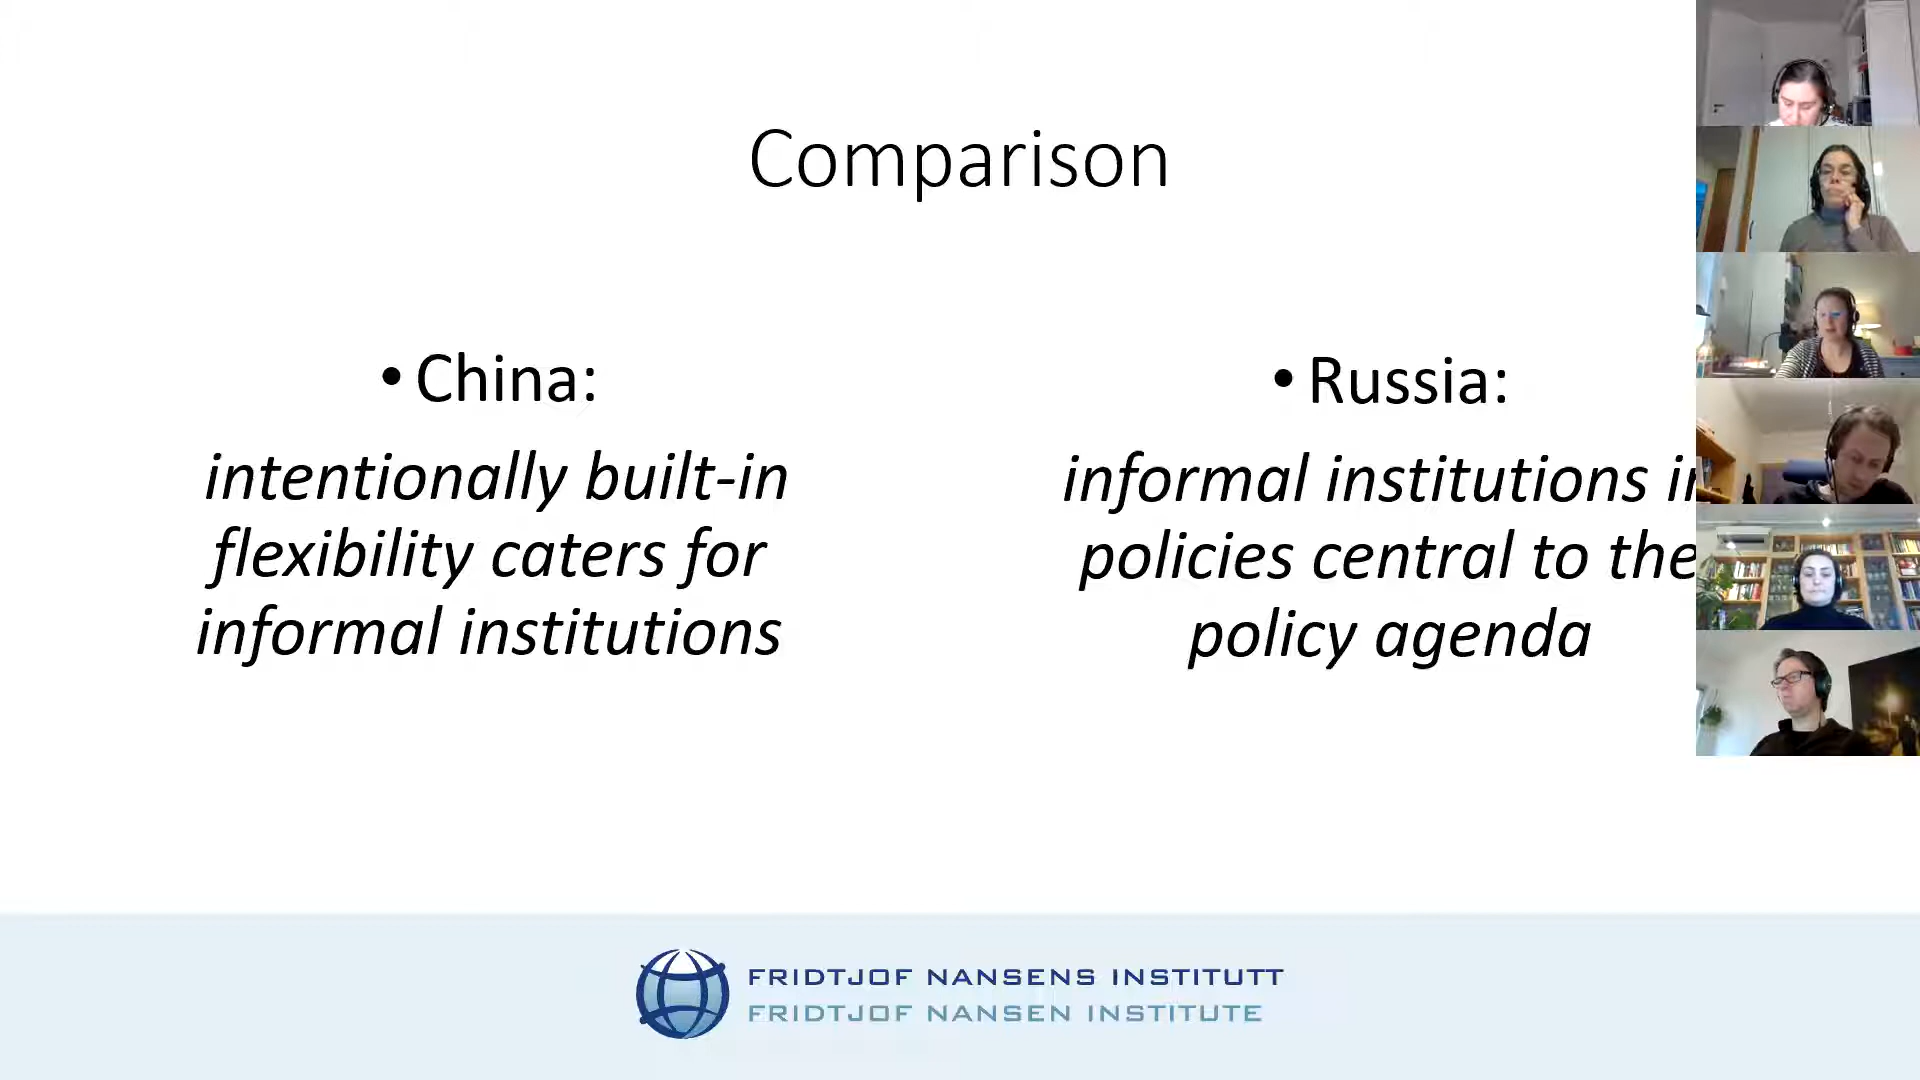 Comparison
• China:
intentionally built-in
flexibility caters for
informal institutions
• Russia:
informal institutions in
policies central to the
policy agenda
FRIDTJOF NANSENS INSTITUTT
FRIDTJOF NANSEN INSTITUTE